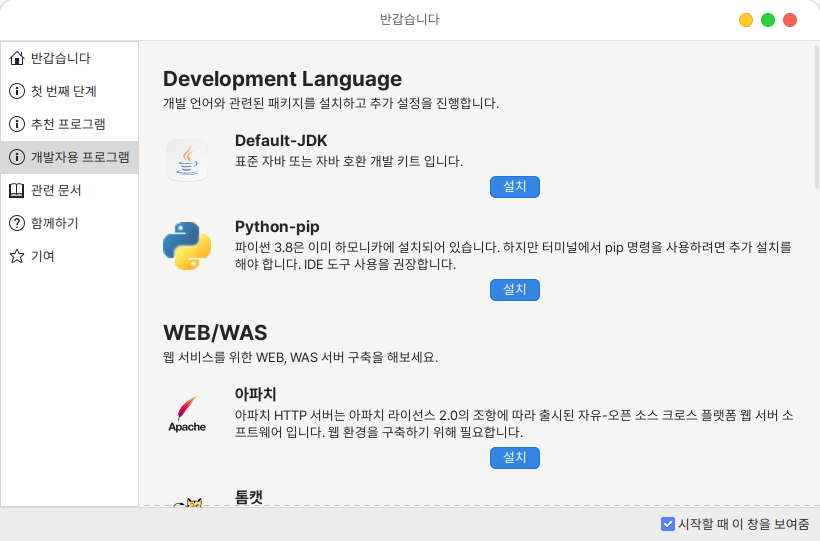 반갑습니다
반갑습니다
첫 번째 단계
추천 프로그램
개발자용 프로그램
관련 문서
함께하기
기여
Development Language
개발 언어와 관련된 패키지를 설치하고 추가 설정을 진행합니다.
Default-JDK
표준 자바 또는 자바 호환 개발 키트 입니다.
설치
Python-pip
파이썬 3.8은 이미 하모니카에 설치되어 있습니다. 하지만 터미널에서 pip 명령을 사용하려면 추가 설치를
해야 합니다. IDE 도구 사용을 권장합니다.
설치
WEB/WAS
웹 서비스를 위한 WEB, WAS 서버 구축을 해보세요.
아파치
Apache
아파치 HTTP 서버는 아파치 라이선스 2.0의 조항에 따라 출시된 자유-오픈 소스 크로스 플랫폼 웹 서버 소
프트웨어 입니다. 웹 환경을 구축하기 위해 필요합니다.
설치
톰캣
시작할 때 이 창을 보여줌